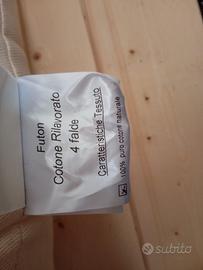 Futon
Cotone Rilavorato
4 falde
Caratteristiche Tessuto
100% puro cotone naturale
subito